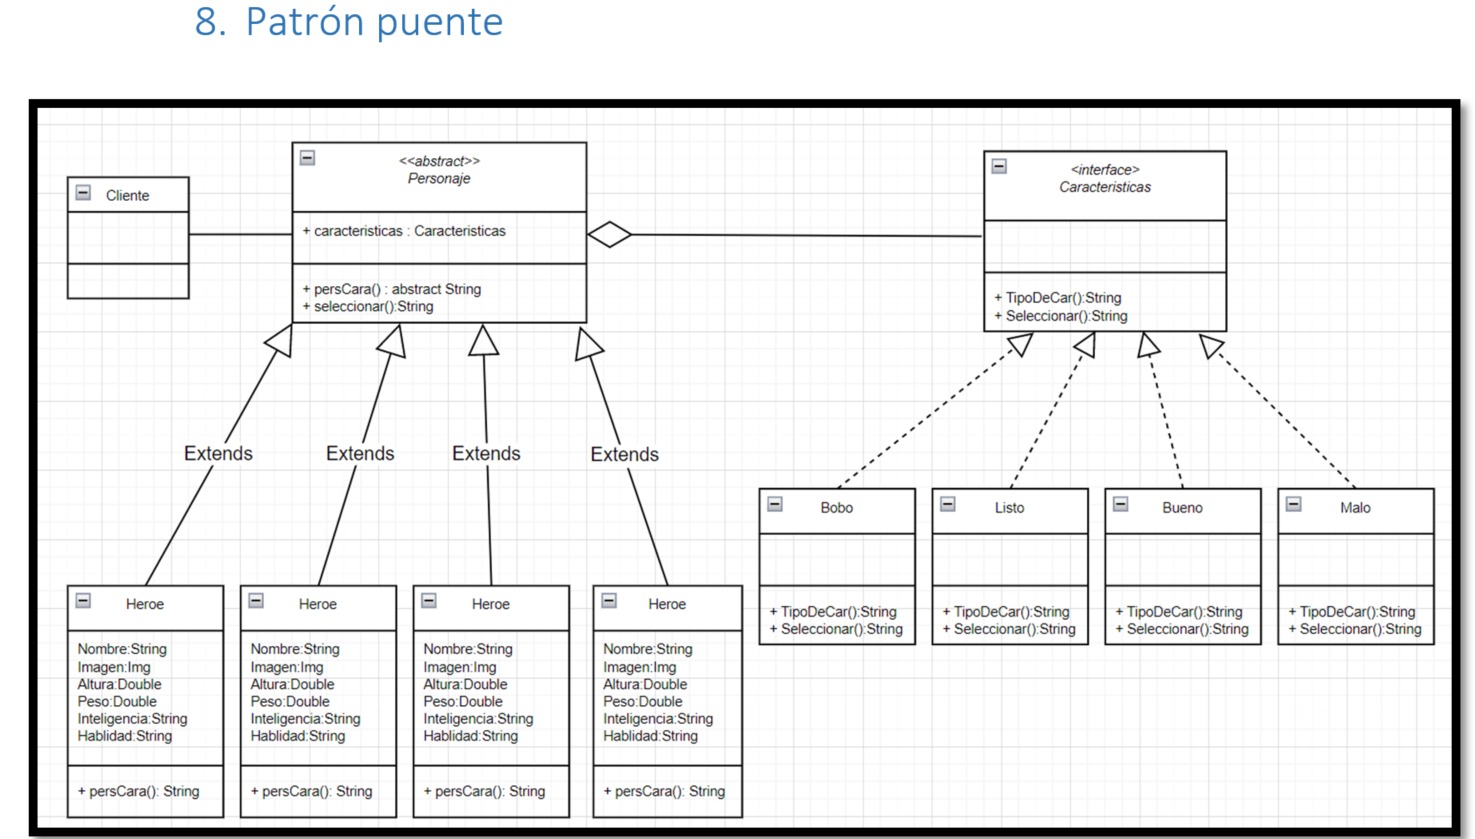 8. Patrón puente
Cliente
<<abstract>>
Personaje
+ caracteristicas : Caracteristicas
+ persCara() : abstract String
+ seleccionar():String
<interface>
Caracteristicas
+ TipoDeCar():String
+ Seleccionar():String
Extends
Extends
Extends
Extends
Heroe
Nombre:String
Imagen:Img
Altura:Double
Peso:Double
Inteligencia:String
Hablidad:String
+ persCara(): String
Heroe
Nombre:String
Imagen:Img
Altura:Double
Peso:Double
Inteligencia:String
Hablidad:String
+ persCara(): String
Heroe
Nombre:String
Imagen:Img
Altura:Double
Peso:Double
Inteligencia:String
Hablidad:String
+ persCara(): String
Heroe
Nombre:String
Imagen:Img
Altura:Double
Peso:Double
Inteligencia:String
Hablidad:String
+ persCara(): String
Bobo
+ TipoDeCar():String
+ Seleccionar():String
Listo
+ TipoDeCar():String
+ Seleccionar():String
Bueno
+ TipoDeCar():String
+ Seleccionar():String
Malo
+ TipoDeCar():String
+ Seleccionar():String